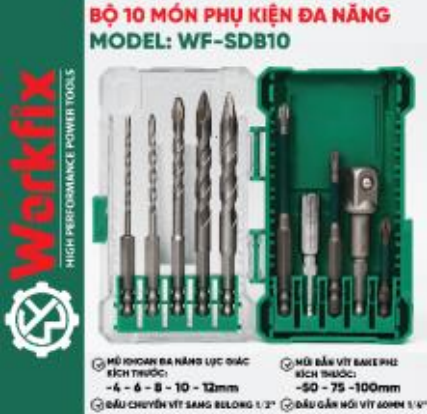 BỘ 10 MÓN PHỤ KIỆN ĐA NĂNG
MODEL: WF-SDB10
Workfix
HIGH PERFORMANCE POWER TOOLS
MŨI KHOAN ĐA NĂNG LỤC GIÁC
KÍCH THƯỚC:
-4 - 6 - 8 - 10 - 12mm
ĐẦU CHUYỂN VÍT SANG BULONG 1/2"
MŨI BẮN VÍT BAKE PH2
KÍCH THƯỚC:
-50 - 75 -100mm
ĐẦU GẮN NỐI VÍT 60MM 1/4"